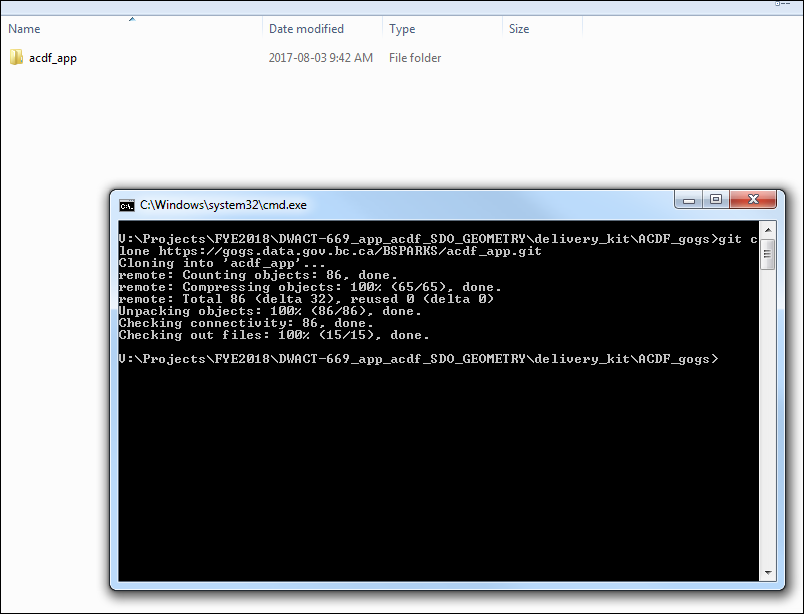 Name Date modified Type Size
acdf_app 2017-08-03 9:42 AM File folder
C:\Windows\system32\cmd.exe
V:\Projects\FYE2018\DWACT-669_app_acdf_SDO_GEOMETRY\delivery_kit\ACDF_gogs>git c
lone https://gogs.data.gov.bc.ca/BSPARKS/acdf_app.git
Cloning into 'acdf_app'...
remote: Counting objects: 86, done.
remote: Compressing objects: 100% (65/65), done.
remote: Total 86 (delta 32), reused 0 (delta 0)
Unpacking objects: 100% (86/86), done.
Checking connectivity: 86, done.
Checking out files: 100% (15/15), done.
V:\Projects\FYE2018\DWACT-669_app_acdf_SDO_GEOMETRY\delivery_kit\ACDF_gogs>